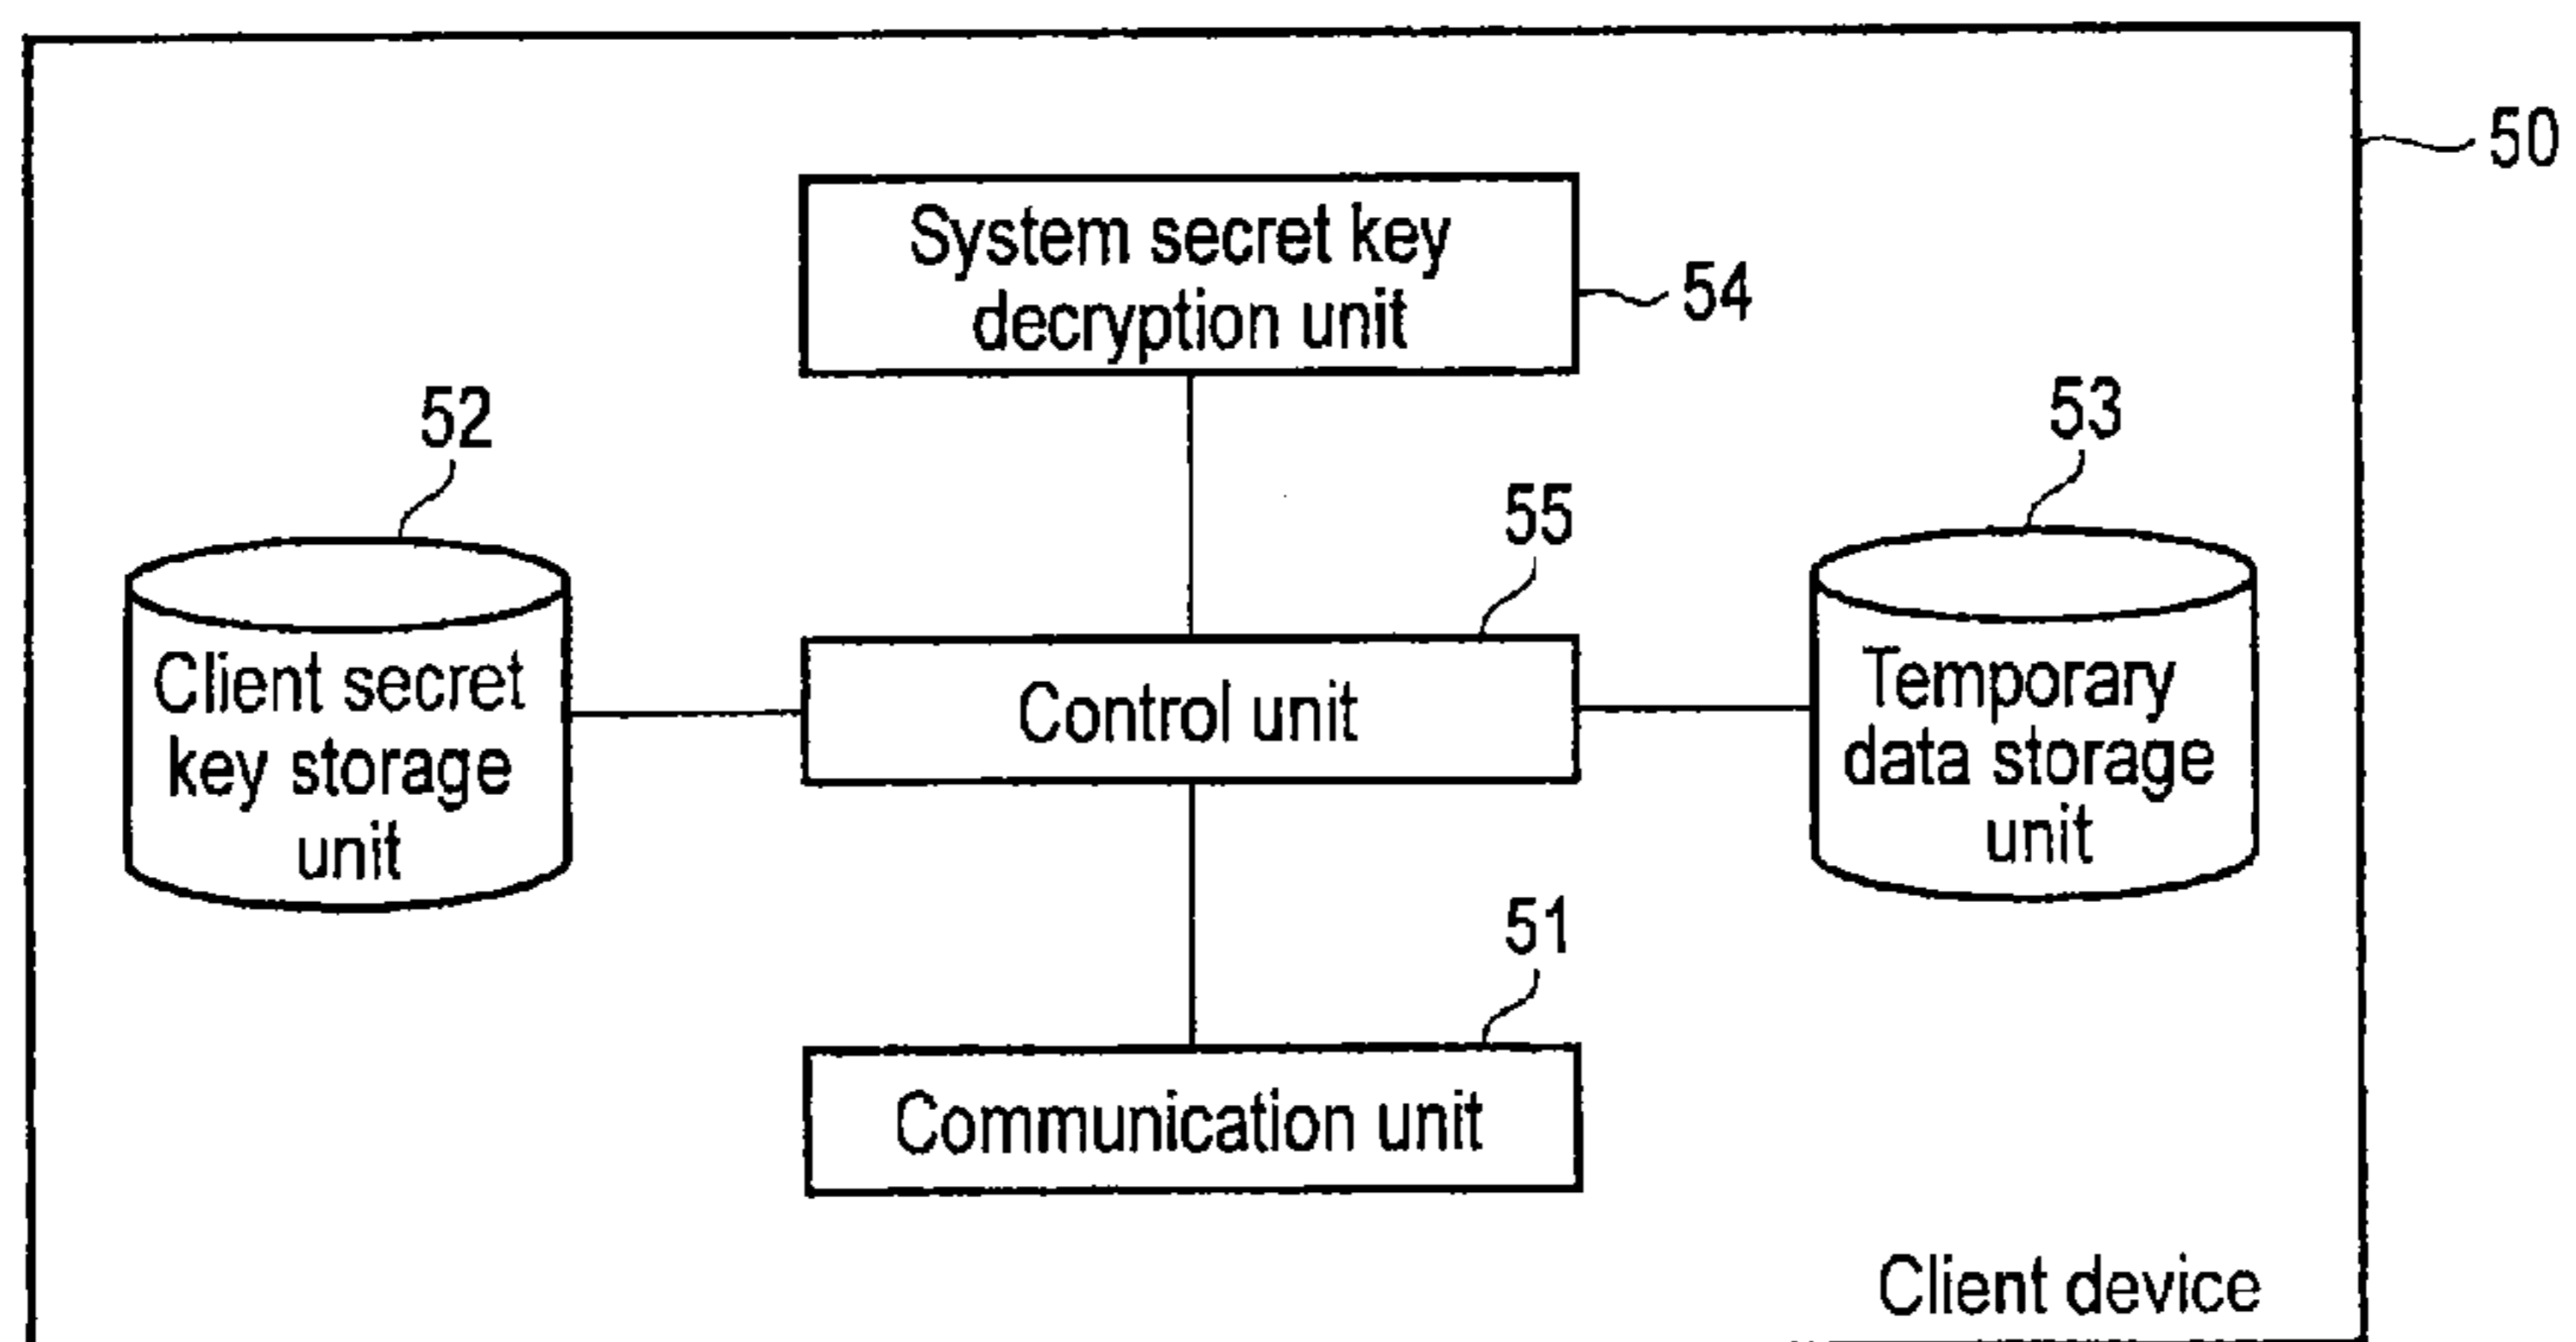 50
System secret key
decryption unit
54
52
53
55
Client secret
key storage
unit
Control unit
Temporary
data storage
unit
51
Communication unit
Client device